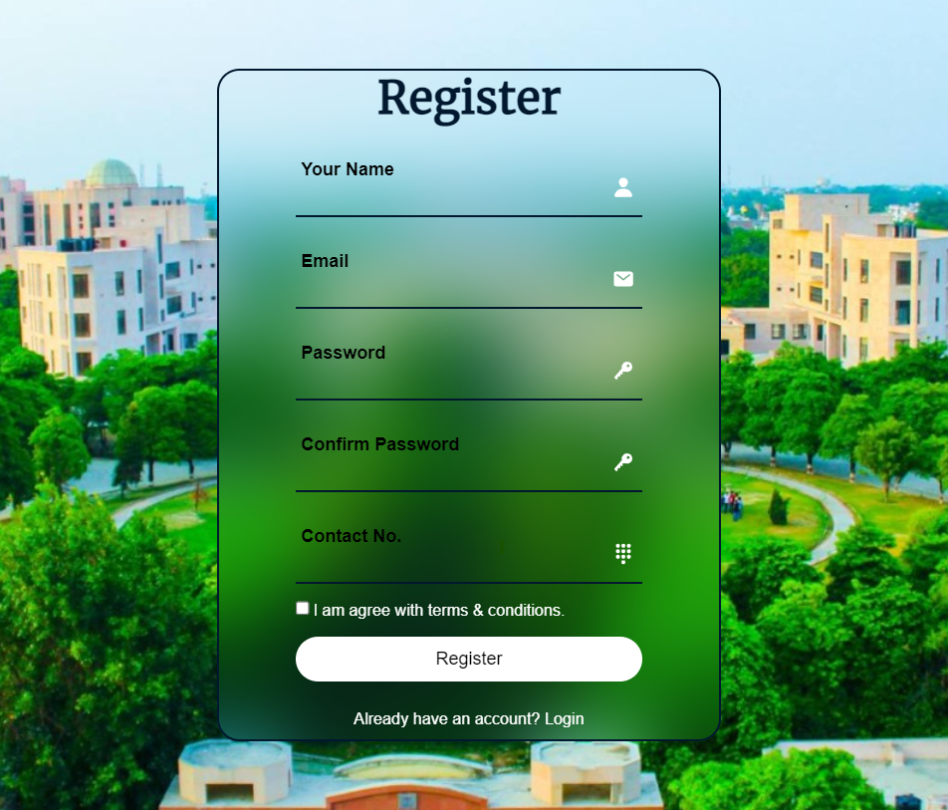 Register
Your Name
Email
Password
Confirm Password
Contact No.
I am agree with terms & conditions.
Register
Already have an account? Login